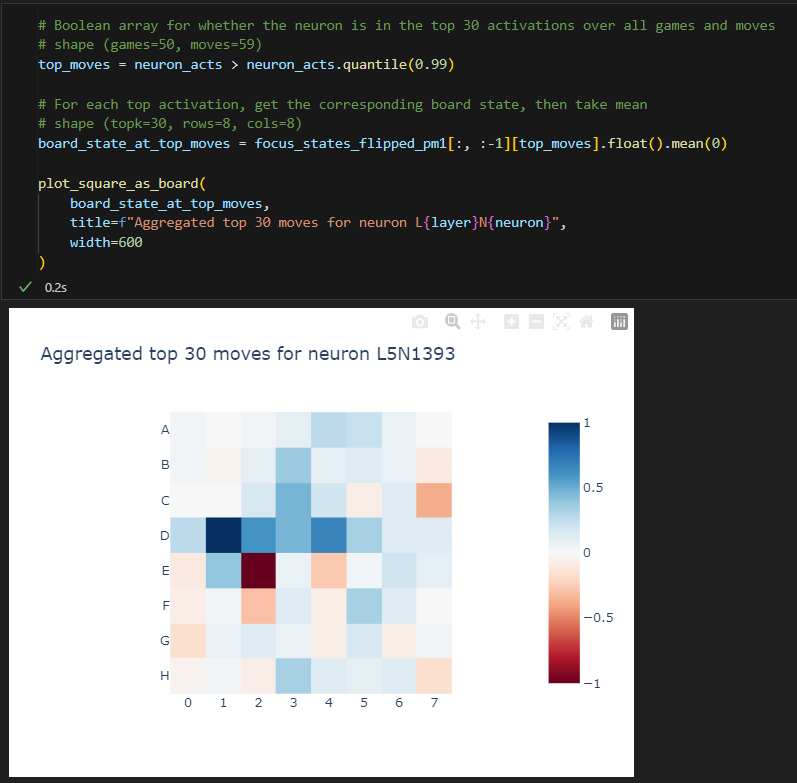 # Boolean array for whether the neuron is in the top 30 activations over all games and moves
# shape (games=50, moves=59)
top_moves = neuron_acts > neuron_acts.quantile(0.99)
# For each top activation, get the corresponding board state, then take mean
# shape (topk=30, rows=8, cols=8)
board_state_at_top_moves = focus_states_flipped_pm1[:, :-1][top_moves].float().mean(0)
plot_square_as_board(
board_state_at_top_moves,
title=f"Aggregated top 30 moves for neuron L{layer}N{neuron}",
width=600
)
0.2s
Aggregated top 30 moves for neuron L5N1393
A
B
C
D
E
F
G
H
0 1 2 3 4 5 6 7
1
0.5
0
−0.5
−1